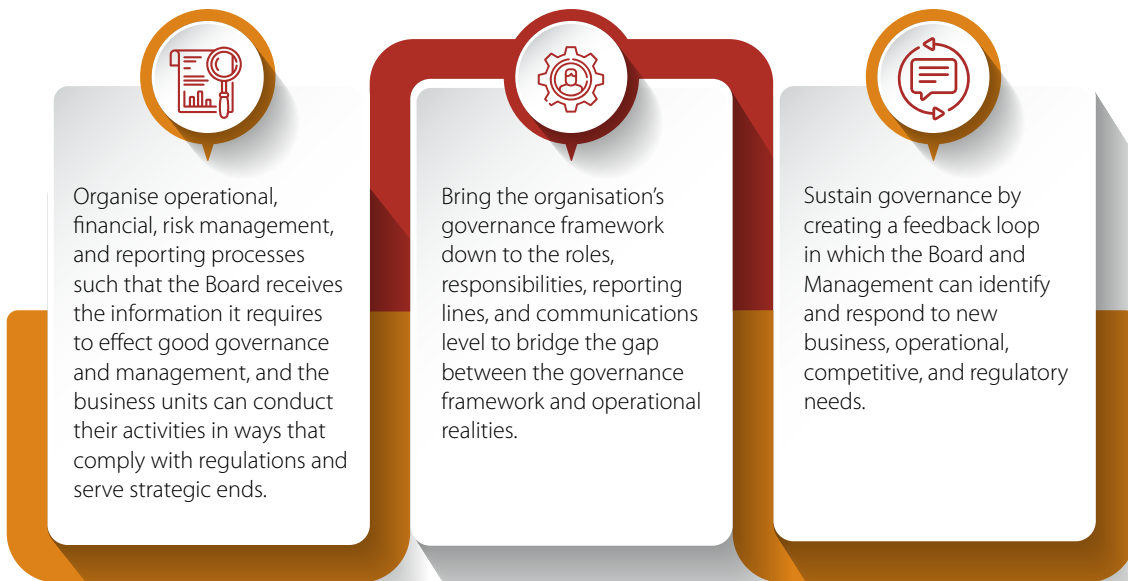 Organise operational,
financial, risk management,
and reporting processes
such that the Board receives
the information it requires
to effect good governance
and management, and the
business units can conduct
their activities in ways that
comply with regulations and
serve strategic ends.
Bring the organisation’s
governance framework
down to the roles,
responsibilities, reporting
lines, and communications
level to bridge the gap
between the governance
framework and operational
realities.
Sustain governance by
creating a feedback loop
in which the Board and
Management can identify
and respond to new
business, operational,
competitive, and regulatory
needs.